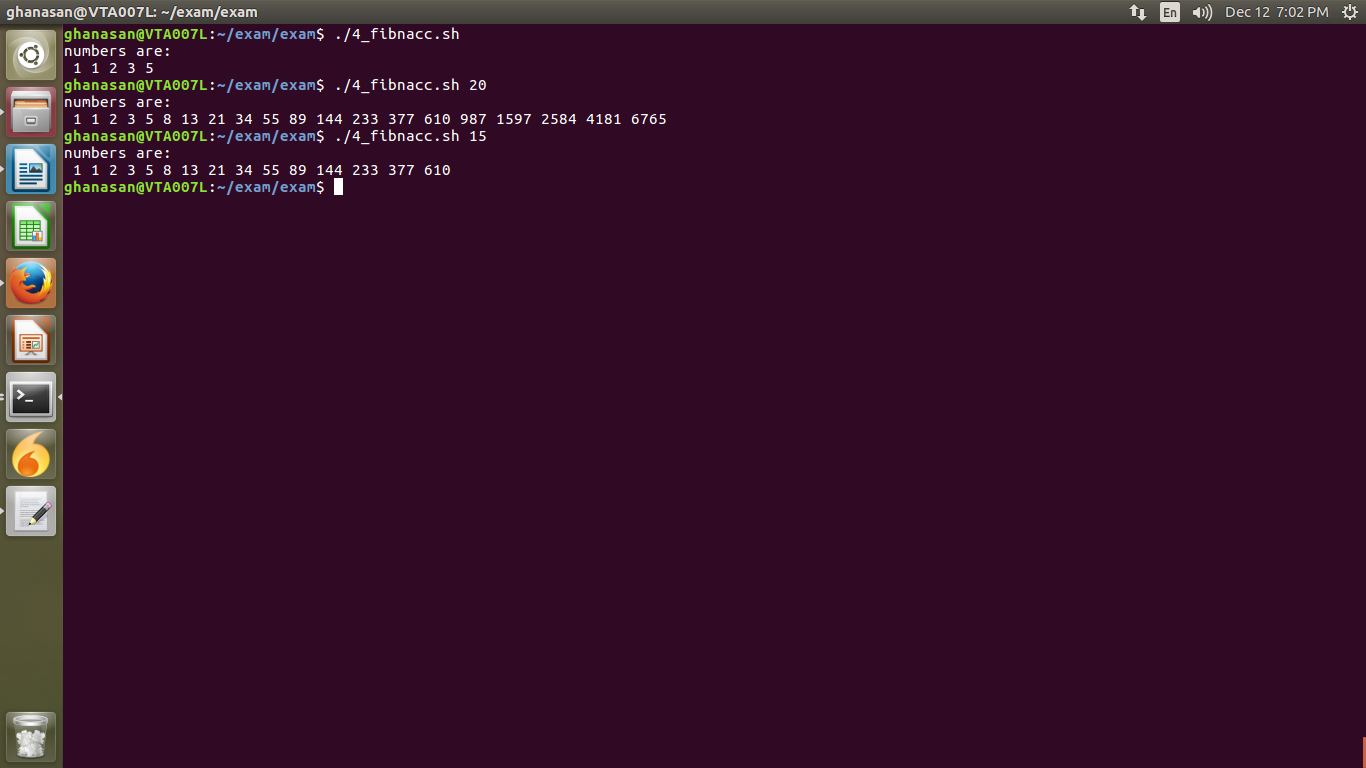 ghanasan@VTA007L: ~/exam/exam
En
Dec 12 7:02 PM
ghanasan@VTA007L:~/exam/exam$ ./4_fibnacc.sh
numbers are:
 1 1 2 3 5
ghanasan@VTA007L:~/exam/exam$ ./4_fibnacc.sh 20
numbers are:
 1 1 2 3 5 8 13 21 34 55 89 144 233 377 610 987 1597 2584 4181 6765
ghanasan@VTA007L:~/exam/exam$ ./4_fibnacc.sh 15
numbers are:
 1 1 2 3 5 8 13 21 34 55 89 144 233 377 610
ghanasan@VTA007L:~/exam/exam$